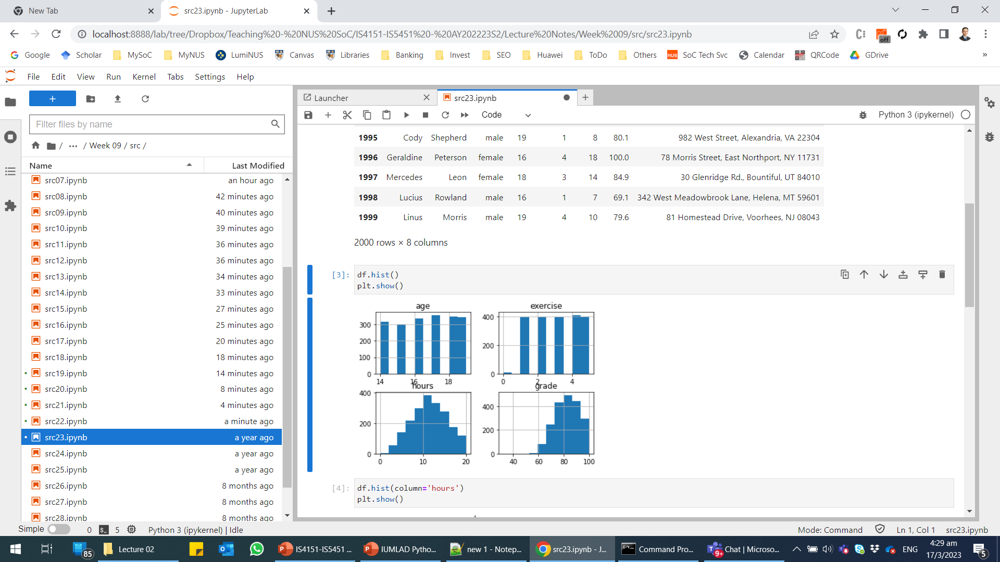 New Tab
src23.ipynb - JupyterLab
localhost:8888/lab/tree/Dropbox/Teaching%20-%20NUS%20SoC/IS4151-IS5451%20-%20AY202223S2/Lecture%20Notes/Week%2009/src/src23.ipynb
off
Google Scholar MySoC MyNUS LumiNUS Canvas Libraries Banking Invest SEO Huawei ToDo Others NUS SoC Tech Svc Calendar QRCode GDrive »
File Edit View Run Kernel Tabs Settings Help
Launcher
src23.ipynb
Filter files by name
Code
Python 3 (ipykernel)
/ ··· / Week 09 / src /
Name Last Modified
src07.ipynb an hour ago
src08.ipynb 42 minutes ago
src09.ipynb 40 minutes ago
src10.ipynb 39 minutes ago
src11.ipynb 36 minutes ago
src12.ipynb 36 minutes ago
src13.ipynb 34 minutes ago
src14.ipynb 33 minutes ago
src15.ipynb 27 minutes ago
src16.ipynb 25 minutes ago
src17.ipynb 20 minutes ago
src18.ipynb 18 minutes ago
src19.ipynb 14 minutes ago
src20.ipynb 8 minutes ago
src21.ipynb 4 minutes ago
src22.ipynb a minute ago
src23.ipynb a year ago
src24.ipynb a year ago
src25.ipynb a year ago
src26.ipynb 8 months ago
src27.ipynb 8 months ago
src28.ipynb 8 months ago
1995 Cody Shepherd male 19 1 8 80.1 982 West Street, Alexandria, VA 22304
1996 Geraldine Peterson female 16 4 18 100.0 78 Morris Street, East Northport, NY 11731
1997 Mercedes Leon female 18 3 14 84.9 30 Glenridge Rd., Bountiful, UT 84010
1998 Lucius Rowland male 16 1 7 69.1 342 West Meadowbrook Lane, Helena, MT 59601
1999 Linus Morris male 19 4 10 79.6 81 Homestead Drive, Voorhees, NJ 08043
2000 rows × 8 columns
[3]: df.hist()
plt.show()
age
300
200
100
0
14 16 18
exercise
400
200
0
0 2 4
hours
400
200
0
0 10 20
grade
400
200
0
40 60 80 100
[4]: df.hist(column='hours')
plt.show()
Simple 0 5 Python 3 (ipykernel) | Idle
Mode: Command Ln 1, Col 1 src23.ipynb
85
Lecture 02
IS4151-IS5451 ...
IUMLAD Pytho...
new 1 - Notep...
src23.ipynb - J...
Command Pro...
9+
Chat | Microso...
ENG
4:29 am
17/3/2023
5